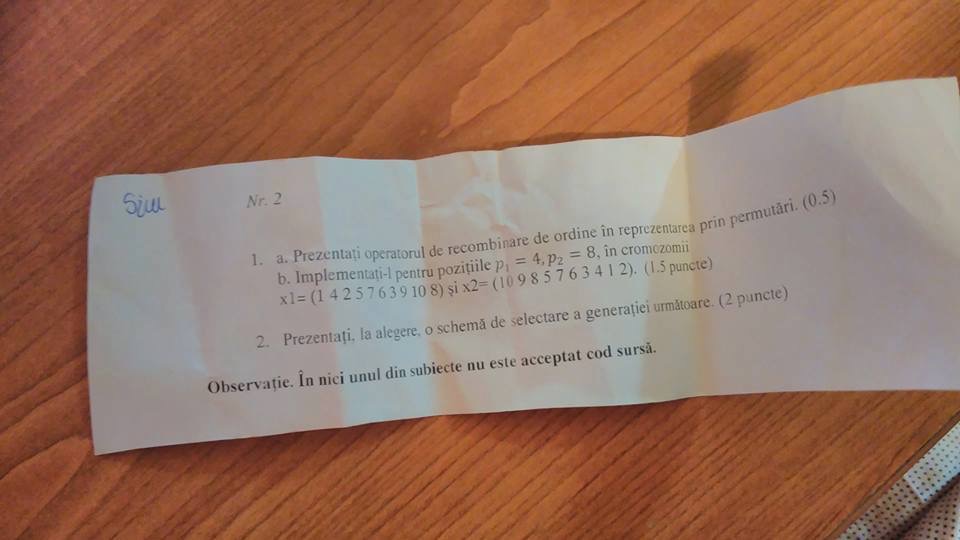 Siu
Nr. 2
1. a. Prezentați operatorul de recombinare de ordine în reprezentarea prin permutări. (0.5)
b. Implementați-l pentru pozițiile p₁ = 4, p₂ = 8, în cromozomii
x1= (1 4 2 5 7 6 3 9 10 8) și x2= (10 9 8 5 7 6 3 4 1 2). (1.5 puncte)
2. Prezentați, la alegere, o schemă de selectare a generației următoare. (2 puncte)
Observație. În nici unul din subiecte nu este acceptat cod sursă.